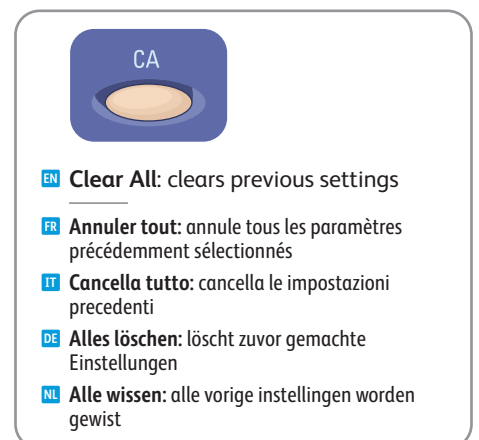 CA
EN Clear All: clears previous settings
FR Annuler tout: annule tous les paramètres
précédemment sélectionnés
IT Cancella tutto: cancella le impostazioni
precedenti
DE Alles löschen: löscht zuvor gemachte
Einstellungen
NL Alle wissen: alle vorige instellingen worden
gewist